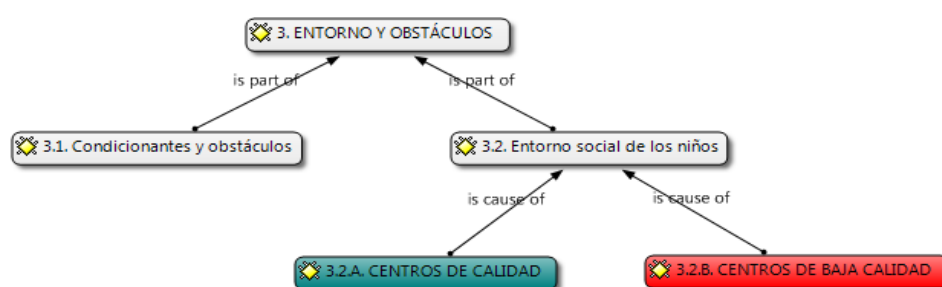 3. ENTORNO Y OBSTÁCULOS
is part of
is part of
3.1. Condicionantes y obstáculos
3.2. Entorno social de los niños
is cause of
is cause of
3.2.A. CENTROS DE CALIDAD
3.2.B. CENTROS DE BAJA CALIDAD